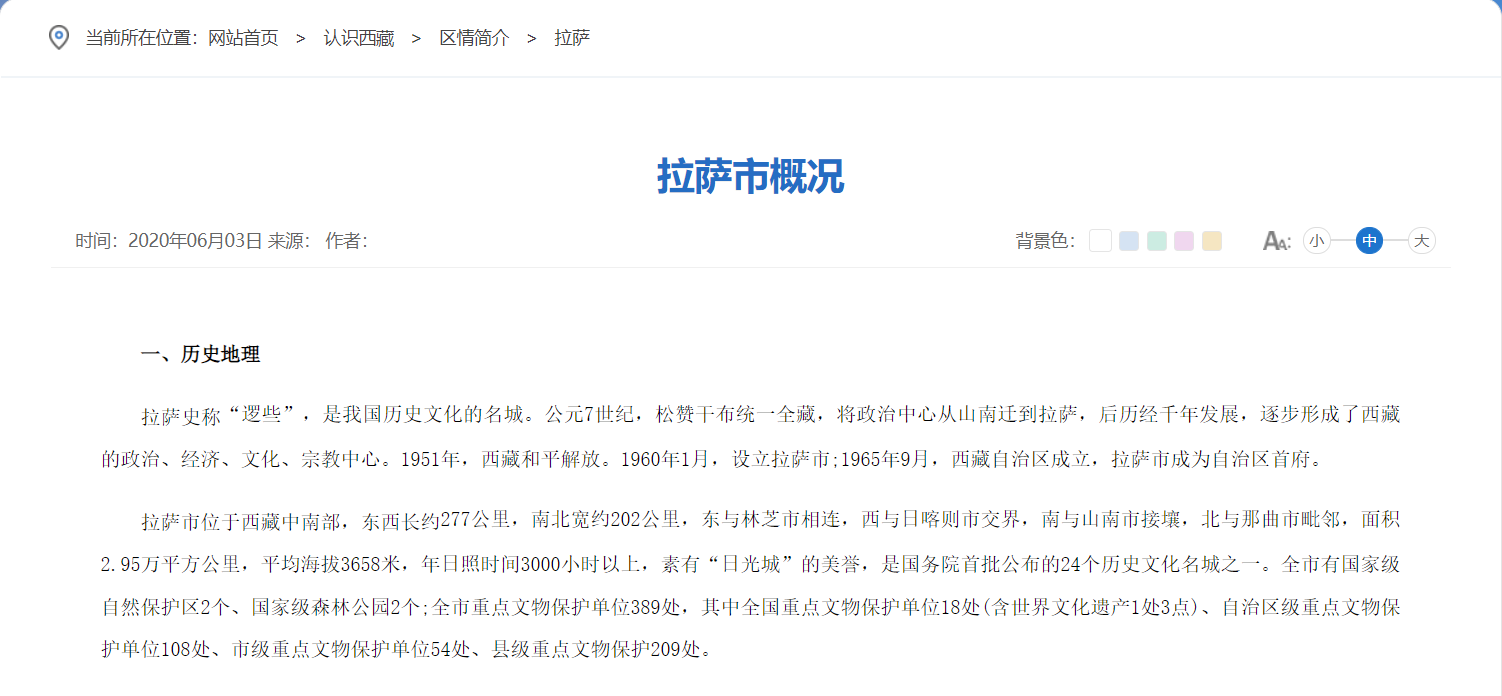 当前所在位置：网站首页 > 认识西藏 > 区情简介 > 拉萨
拉萨市概况
时间：2020年06月03日 来源： 作者：
背景色： AA: 小 中 大
一、历史地理
拉萨史称“逻些”，是我国历史文化的名城。公元7世纪，松赞干布统一全藏，将政治中心从山南迁到拉萨，后历经千年发展，逐步形成了西藏
的政治、经济、文化、宗教中心。1951年，西藏和平解放。1960年1月，设立拉萨市;1965年9月，西藏自治区成立，拉萨市成为自治区首府。
拉萨市位于西藏中南部，东西长约277公里，南北宽约202公里，东与林芝市相连，西与日喀则市交界，南与山南市接壤，北与那曲市毗邻，面积
2.95万平方公里，平均海拔3658米，年日照时间3000小时以上，素有“日光城”的美誉，是国务院首批公布的24个历史文化名城之一。全市有国家级
自然保护区2个、国家级森林公园2个;全市重点文物保护单位389处，其中全国重点文物保护单位18处(含世界文化遗产1处3点)、自治区级重点文物保
护单位108处、市级重点文物保护单位54处、县级重点文物保护209处。